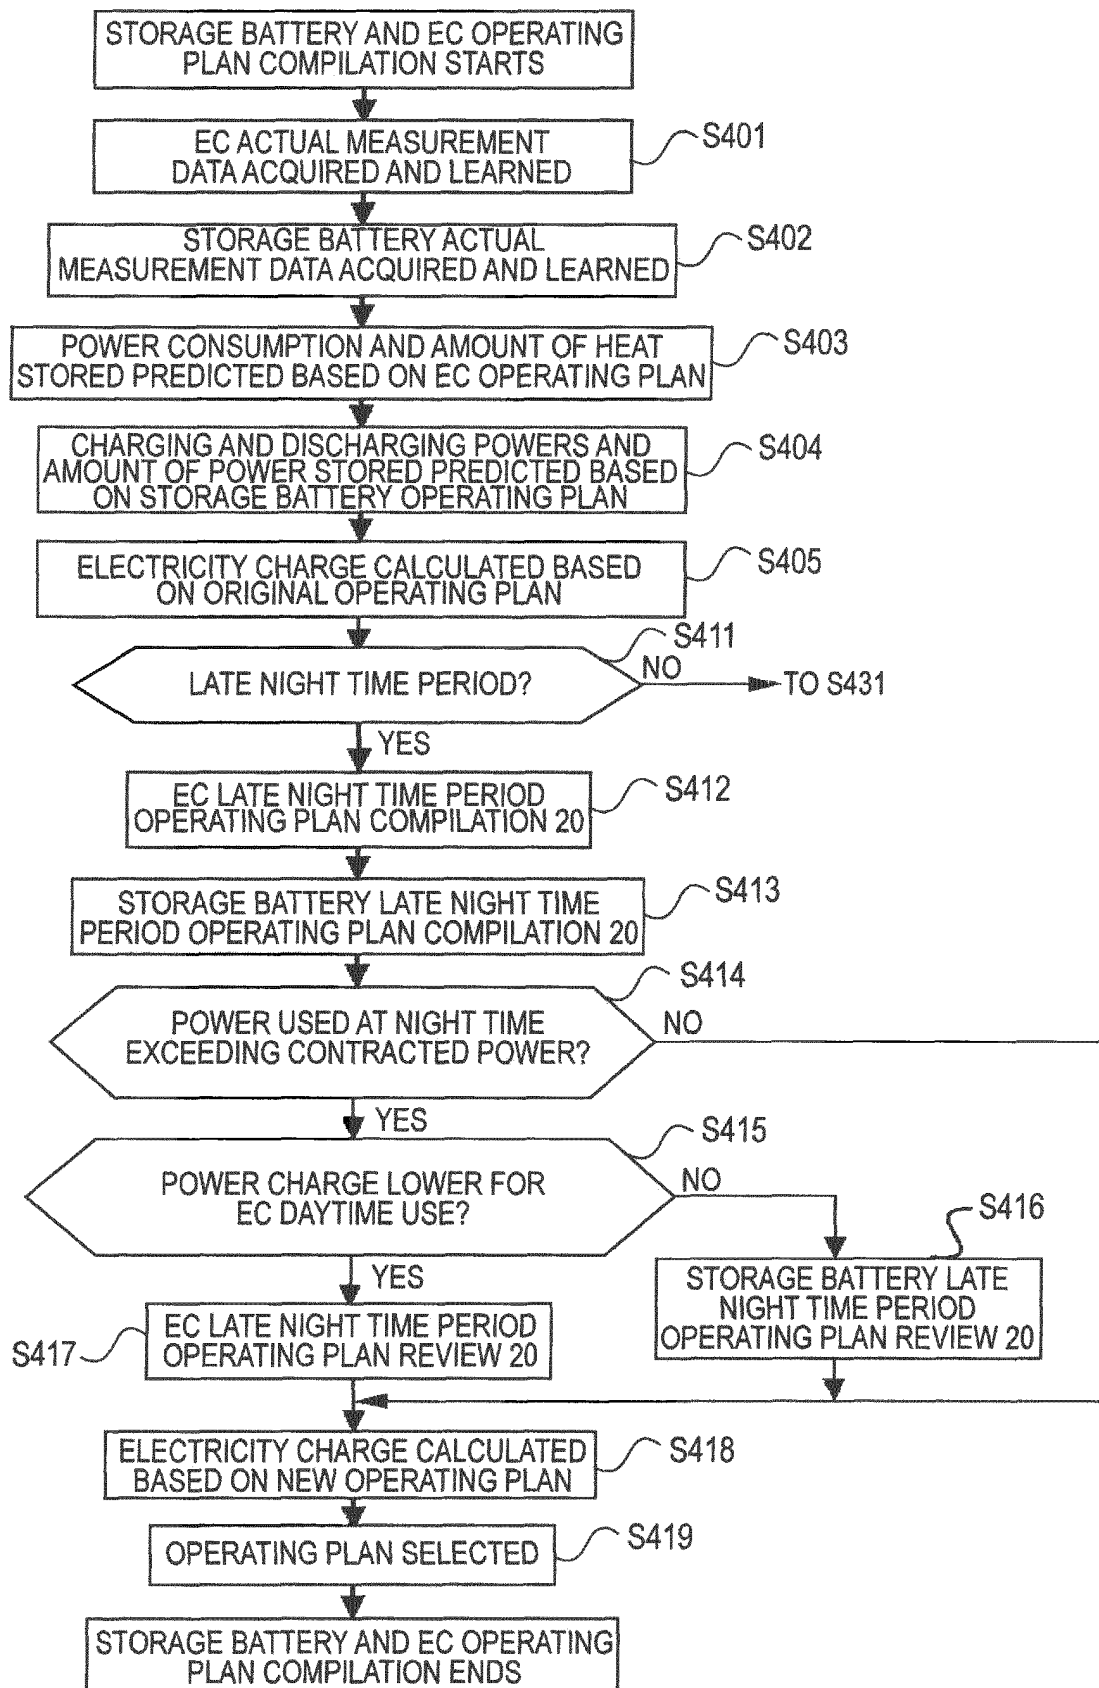 STORAGE BATTERY AND EC OPERATING
PLAN COMPILATION STARTS
EC ACTUAL MEASUREMENT
DATA ACQUIRED AND LEARNED
S401
STORAGE BATTERY ACTUAL
MEASUREMENT DATA ACQUIRED AND LEARNED
S402
POWER CONSUMPTION AND AMOUNT OF HEAT
STORED PREDICTED BASED ON EC OPERATING PLAN
S403
CHARGING AND DISCHARGING POWERS AND
AMOUNT OF POWER STORED PREDICTED BASED
ON STORAGE BATTERY OPERATING PLAN
S404
ELECTRICITY CHARGE CALCULATED BASED
ON ORIGINAL OPERATING PLAN
S405
S411
LATE NIGHT TIME PERIOD?
NO
TO S431
YES
EC LATE NIGHT TIME PERIOD
OPERATING PLAN COMPILATION 20
S412
STORAGE BATTERY LATE NIGHT TIME
PERIOD OPERATING PLAN COMPILATION 20
S413
S414
POWER USED AT NIGHT TIME
EXCEEDING CONTRACTED POWER?
NO
YES
S415
POWER CHARGE LOWER FOR
EC DAYTIME USE?
NO
YES
S416
STORAGE BATTERY LATE
NIGHT TIME PERIOD
OPERATING PLAN REVIEW 20
S417
EC LATE NIGHT TIME PERIOD
OPERATING PLAN REVIEW 20
ELECTRICITY CHARGE CALCULATED
BASED ON NEW OPERATING PLAN
S418
OPERATING PLAN SELECTED
S419
STORAGE BATTERY AND EC OPERATING
PLAN COMPILATION ENDS